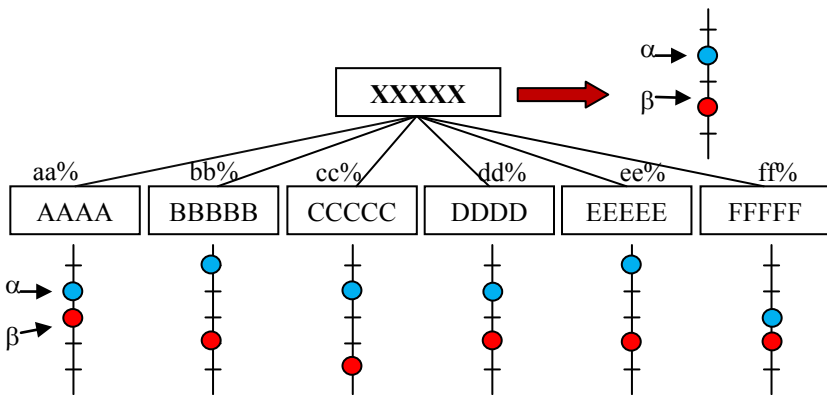 α
XXXXX
β
aa% bb% cc% dd% ee% ff%
AAAA BBBBB CCCCC DDDD EEEEE FFFFF
α
β